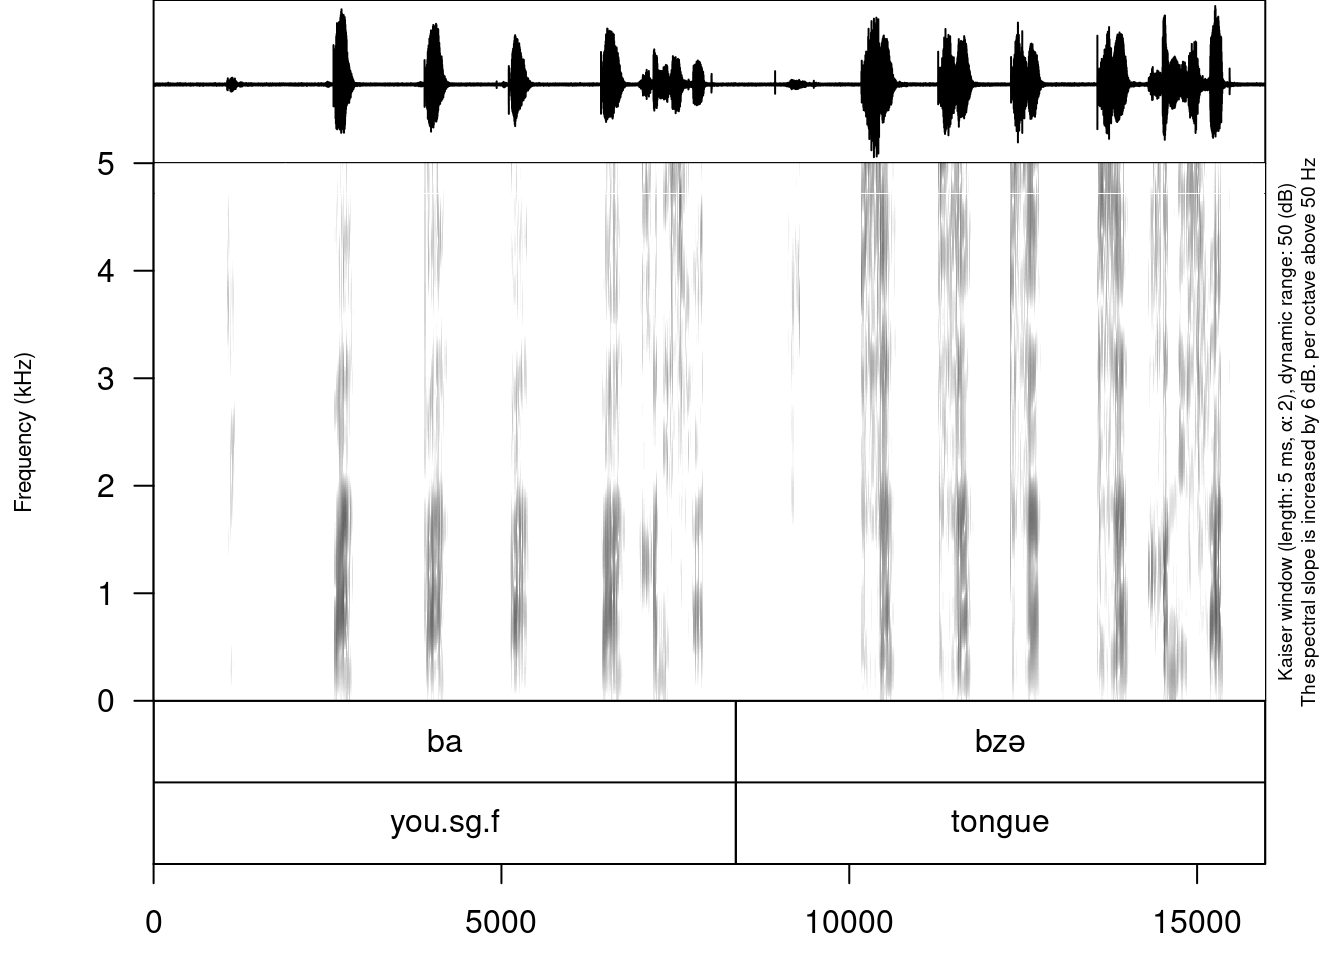 5
4
3
2
1
0
Frequency (kHz)
Kaiser window (length: 5 ms, α: 2), dynamic range: 50 (dB)
The spectral slope is increased by 6 dB. per octave above 50 Hz
ba bzə
you.sg.f tongue
0 5000 10000 15000